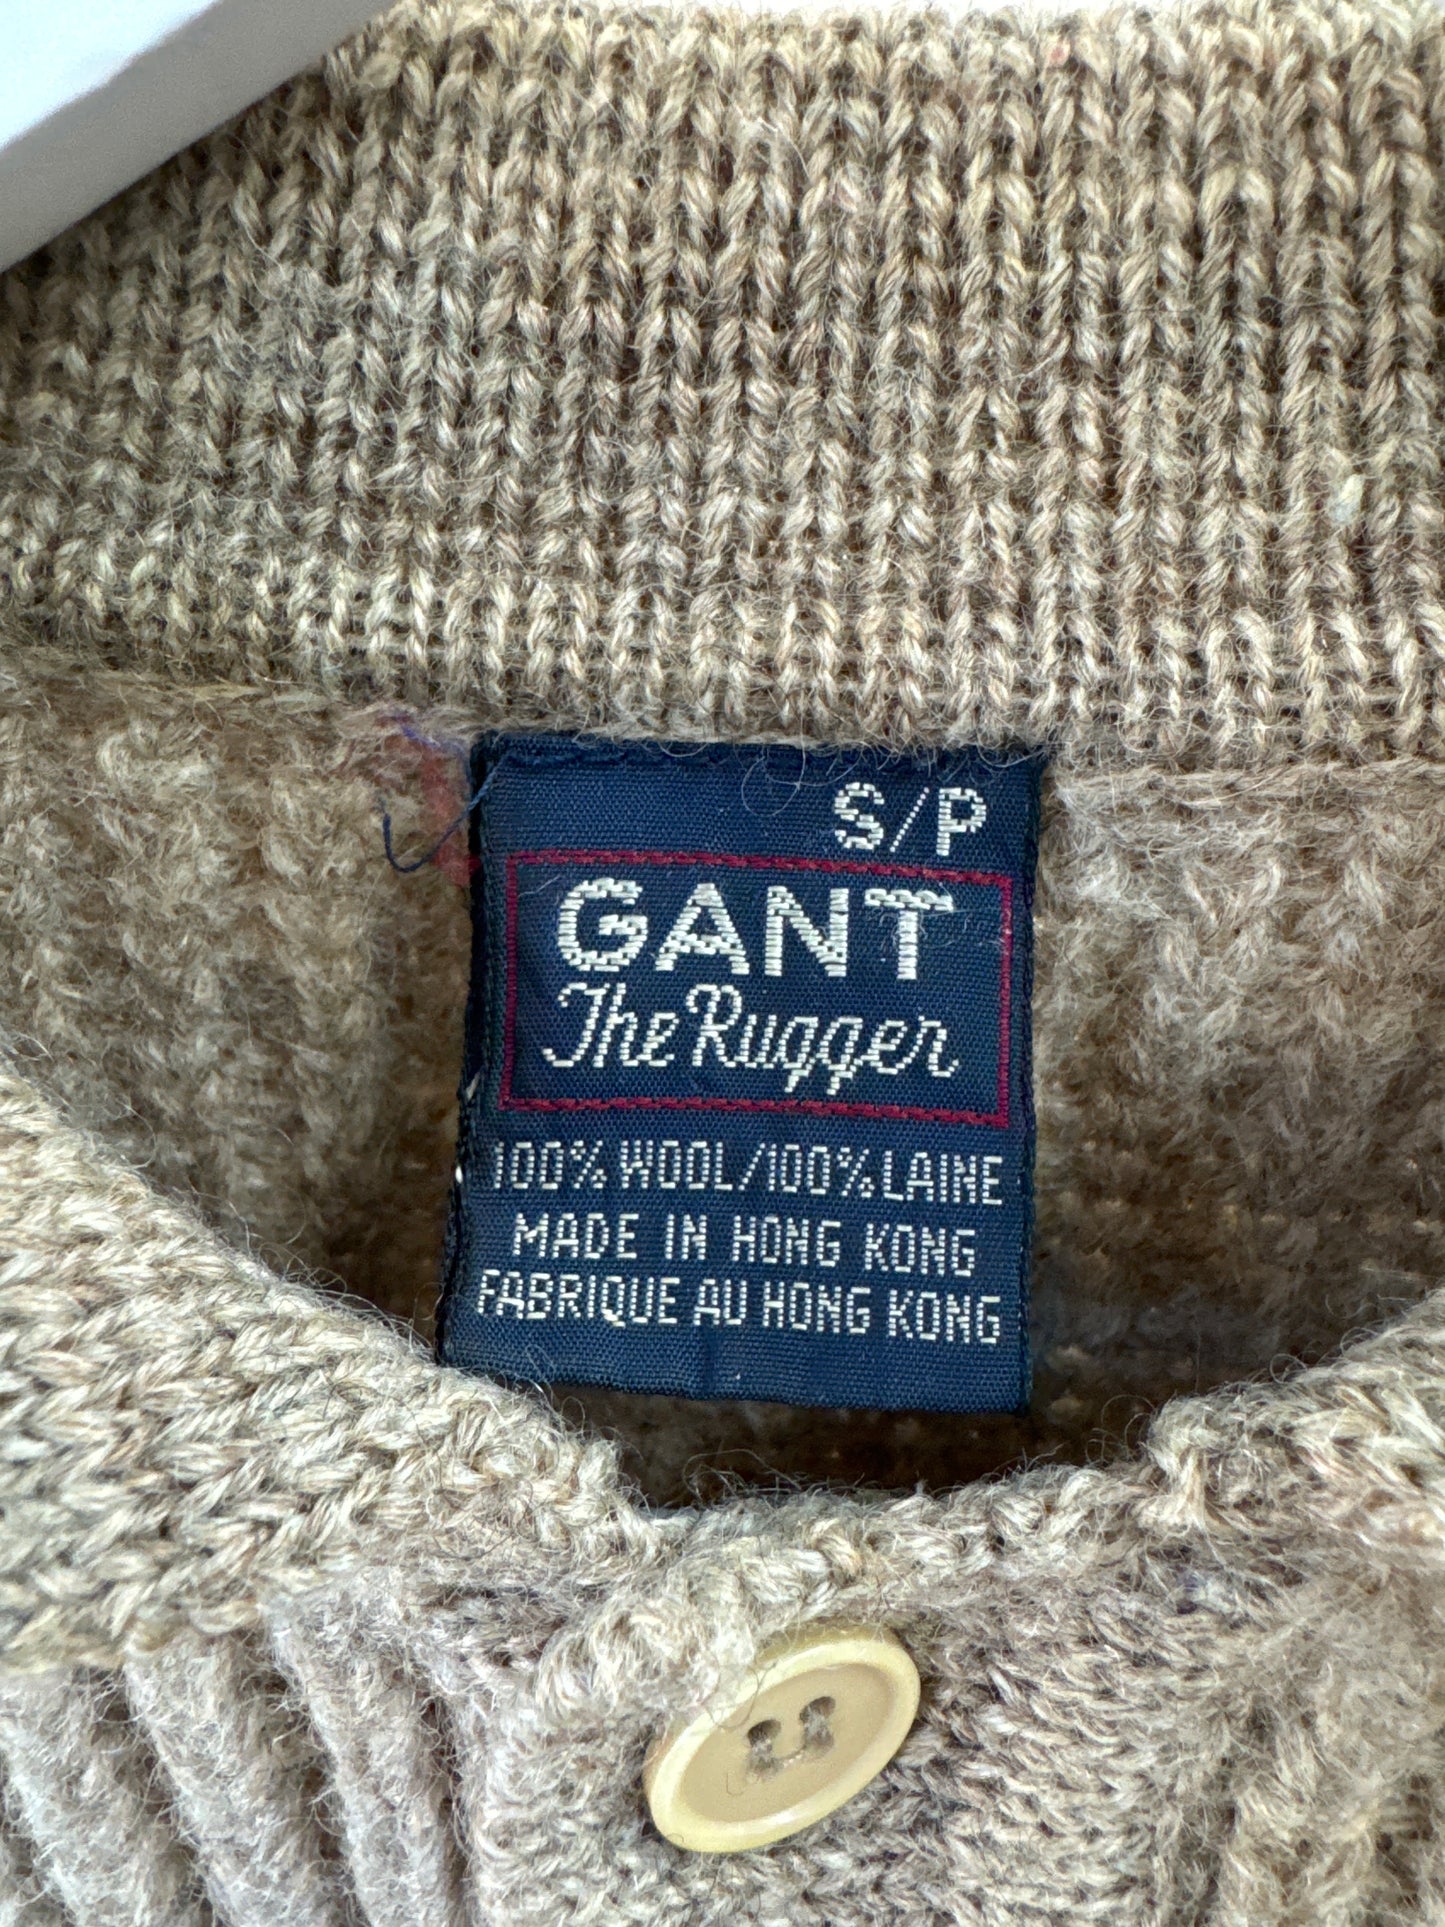 S/P
GANT
The Rugger
100% WOOL/100% LAINE
MADE IN HONG KONG
FABRIQUE AU HONG KONG